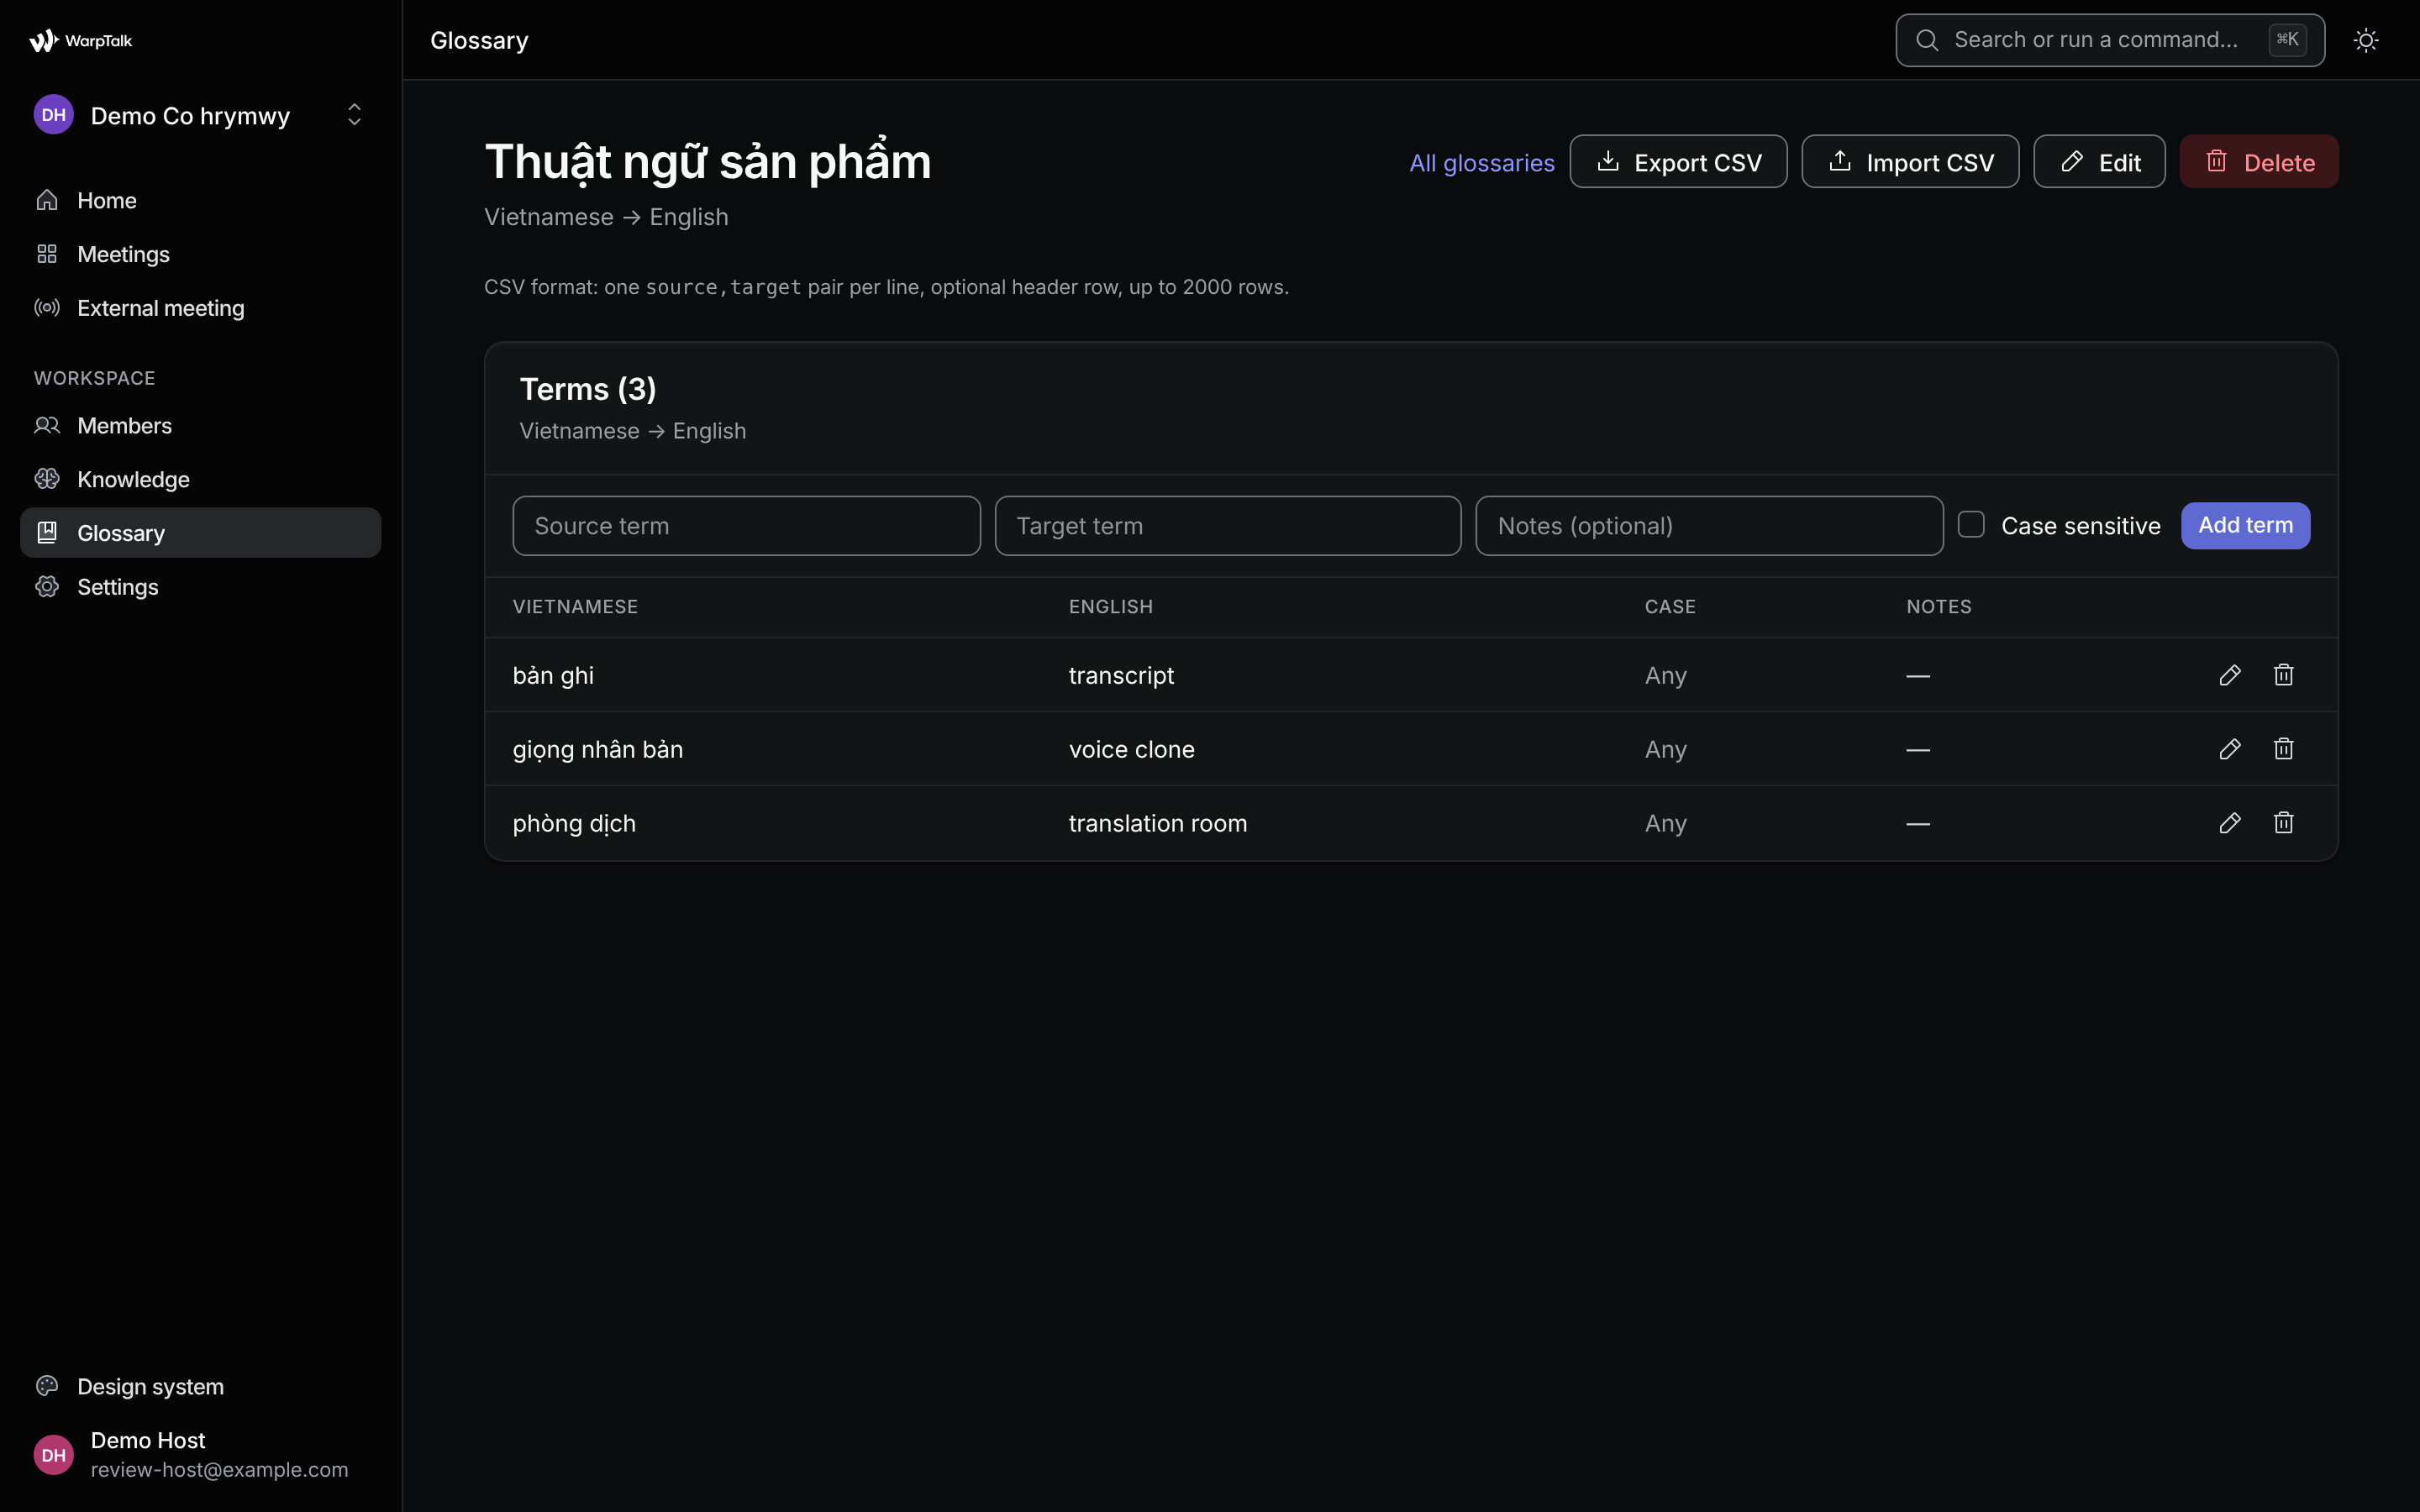 WarpTalk
Glossary
Search or run a command... ⌘K
DH Demo Co hrymwy
Home
Meetings
External meeting
WORKSPACE
Members
Knowledge
Glossary
Settings
Design system
DH Demo Host
review-host@example.com
Thuật ngữ sản phẩm
All glossaries Export CSV Import CSV Edit Delete
Vietnamese → English
CSV format: one source,target pair per line, optional header row, up to 2000 rows.
Terms (3)
Vietnamese → English
Source term Target term Notes (optional) Case sensitive Add term
VIETNAMESE ENGLISH CASE NOTES
bản ghi transcript Any —
giọng nhân bản voice clone Any —
phòng dịch translation room Any —